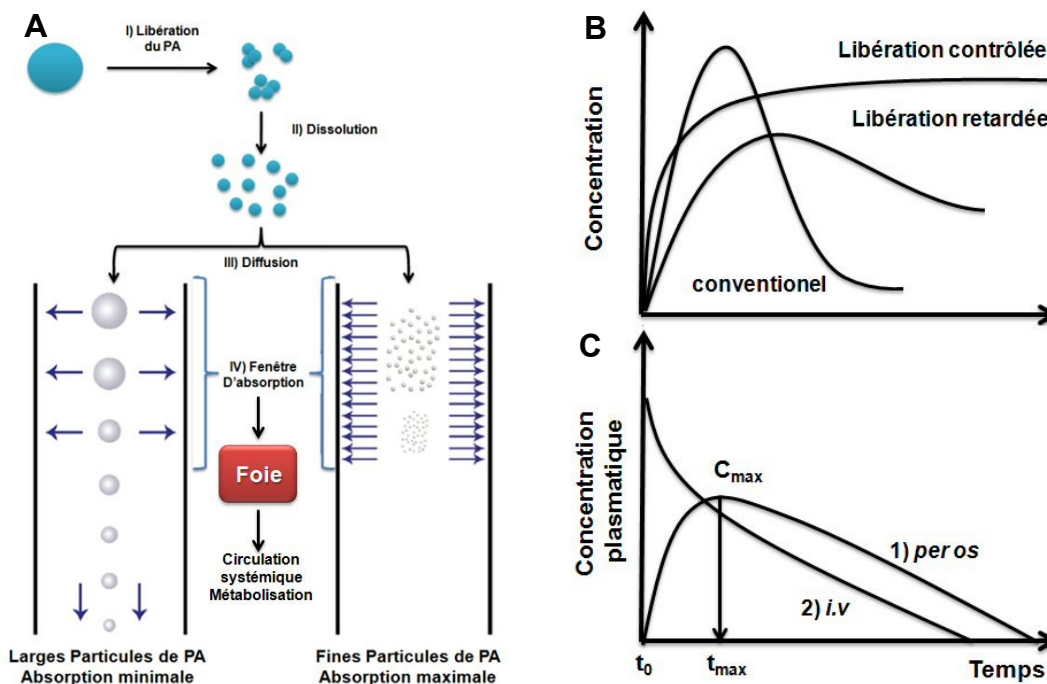 A
I) Libération
du PA
II) Dissolution
III) Diffusion
IV) Fenêtre
D'absorption
Foie
Circulation
systémique
Métabolisation
Larges Particules de PA
Absorption minimale
Fines Particules de PA
Absorption maximale
B
Concentration
Libération contrôlée
Libération retardée
conventionel
C
Concentration
plasmatique
Cmax
1) per os
2) i.v
t0
tmax
Temps